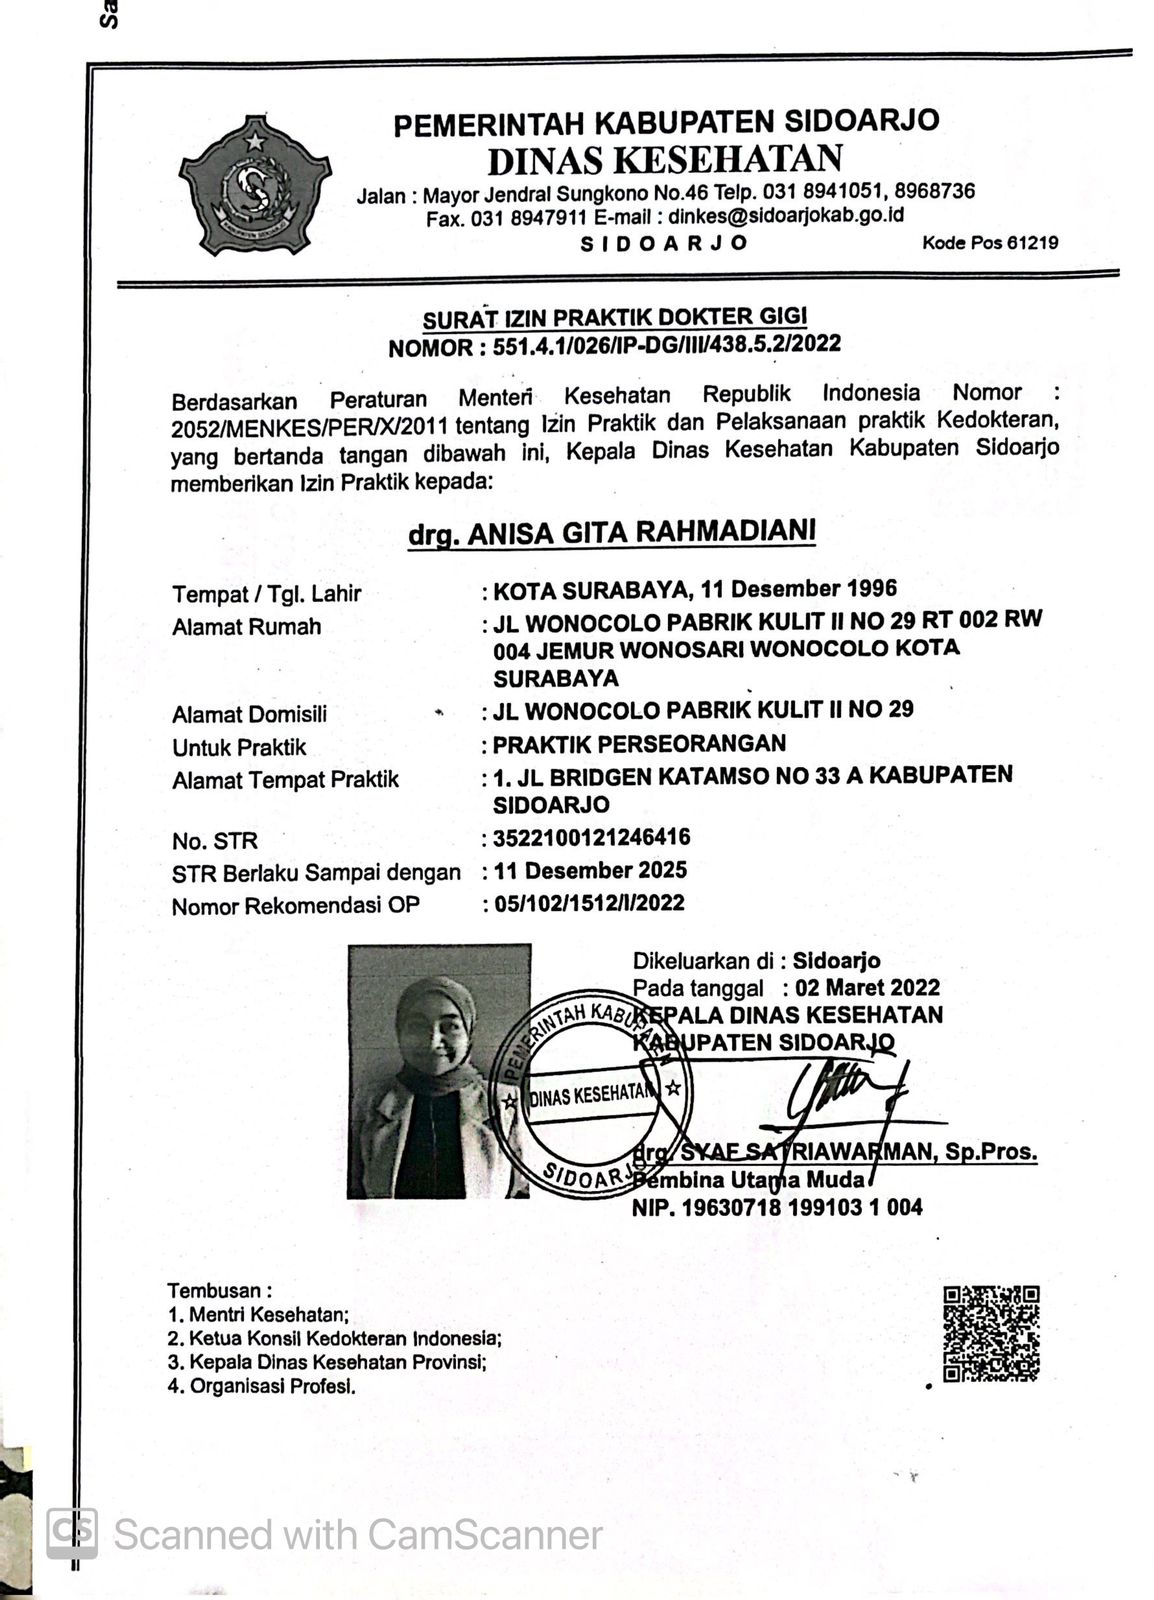 Sa
PEMERINTAH KABUPATEN SIDOARJO
DINAS KESEHATAN
Jalan : Mayor Jendral Sungkono No.46 Telp. 031 8941051, 8968736
Fax. 031 8947911 E-mail : dinkes@sidoarjokab.go.id
SIDOARJO Kode Pos 61219
KABUPATEN SIDOARJO
SURAT IZIN PRAKTIK DOKTER GIGI
NOMOR : 551.4.1/026/IP-DG/III/438.5.2/2022
Berdasarkan Peraturan Menteri Kesehatan Republik Indonesia Nomor :
2052/MENKES/PER/X/2011 tentang Izin Praktik dan Pelaksanaan praktik Kedokteran,
yang bertanda tangan dibawah ini, Kepala Dinas Kesehatan Kabupaten Sidoarjo
memberikan Izin Praktik kepada:
drg. ANISA GITA RAHMADIANI
Tempat / Tgl. Lahir : KOTA SURABAYA, 11 Desember 1996
Alamat Rumah : JL WONOCOLO PABRIK KULIT II NO 29 RT 002 RW
004 JEMUR WONOSARI WONOCOLO KOTA
SURABAYA
Alamat Domisili : JL WONOCOLO PABRIK KULIT II NO 29
Untuk Praktik : PRAKTIK PERSEORANGAN
Alamat Tempat Praktik : 1. JL BRIDGEN KATAMSO NO 33 A KABUPATEN
SIDOARJO
No. STR : 3522100121246416
STR Berlaku Sampai dengan : 11 Desember 2025
Nomor Rekomendasi OP : 05/102/1512/I/2022
Dikeluarkan di : Sidoarjo
Pada tanggal : 02 Maret 2022
KEPALA DINAS KESEHATAN
KABUPATEN SIDOARJO
PEMERINTAH KABUPATEN
DINAS KESEHATAN
SIDOARJO
drg. SYAF SATRIAWARMAN, Sp.Pros.
Pembina Utama Muda
NIP. 19630718 199103 1 004
Tembusan :
1. Mentri Kesehatan;
2. Ketua Konsil Kedokteran Indonesia;
3. Kepala Dinas Kesehatan Provinsi;
4. Organisasi Profesi.
CS Scanned with CamScanner